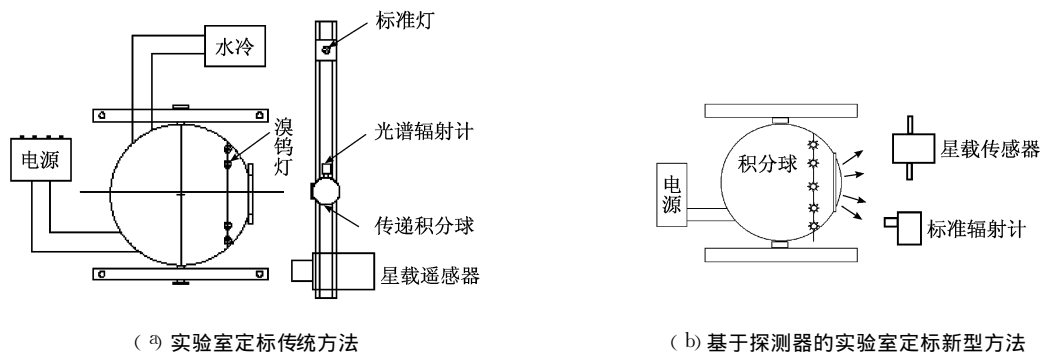 水冷
电源
溴钨灯
标准灯
光谱辐射计
传递积分球
星载遥感器
(a) 实验室定标传统方法
电源
积分球
星载传感器
标准辐射计
(b) 基于探测器的实验室定标新型方法